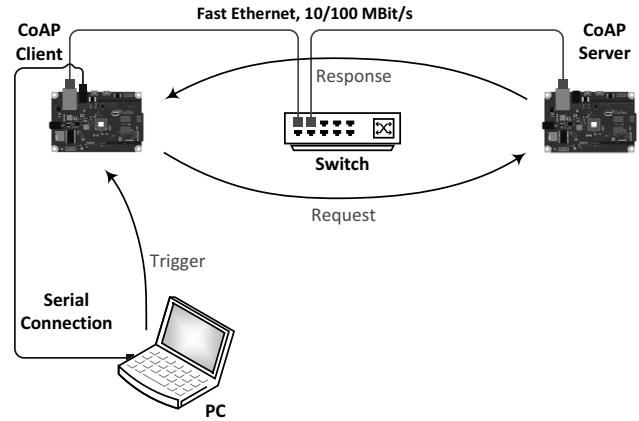 Fast Ethernet, 10/100 MBit/s
CoAP
Client
CoAP
Server
Response
Switch
Request
Trigger
Serial
Connection
PC